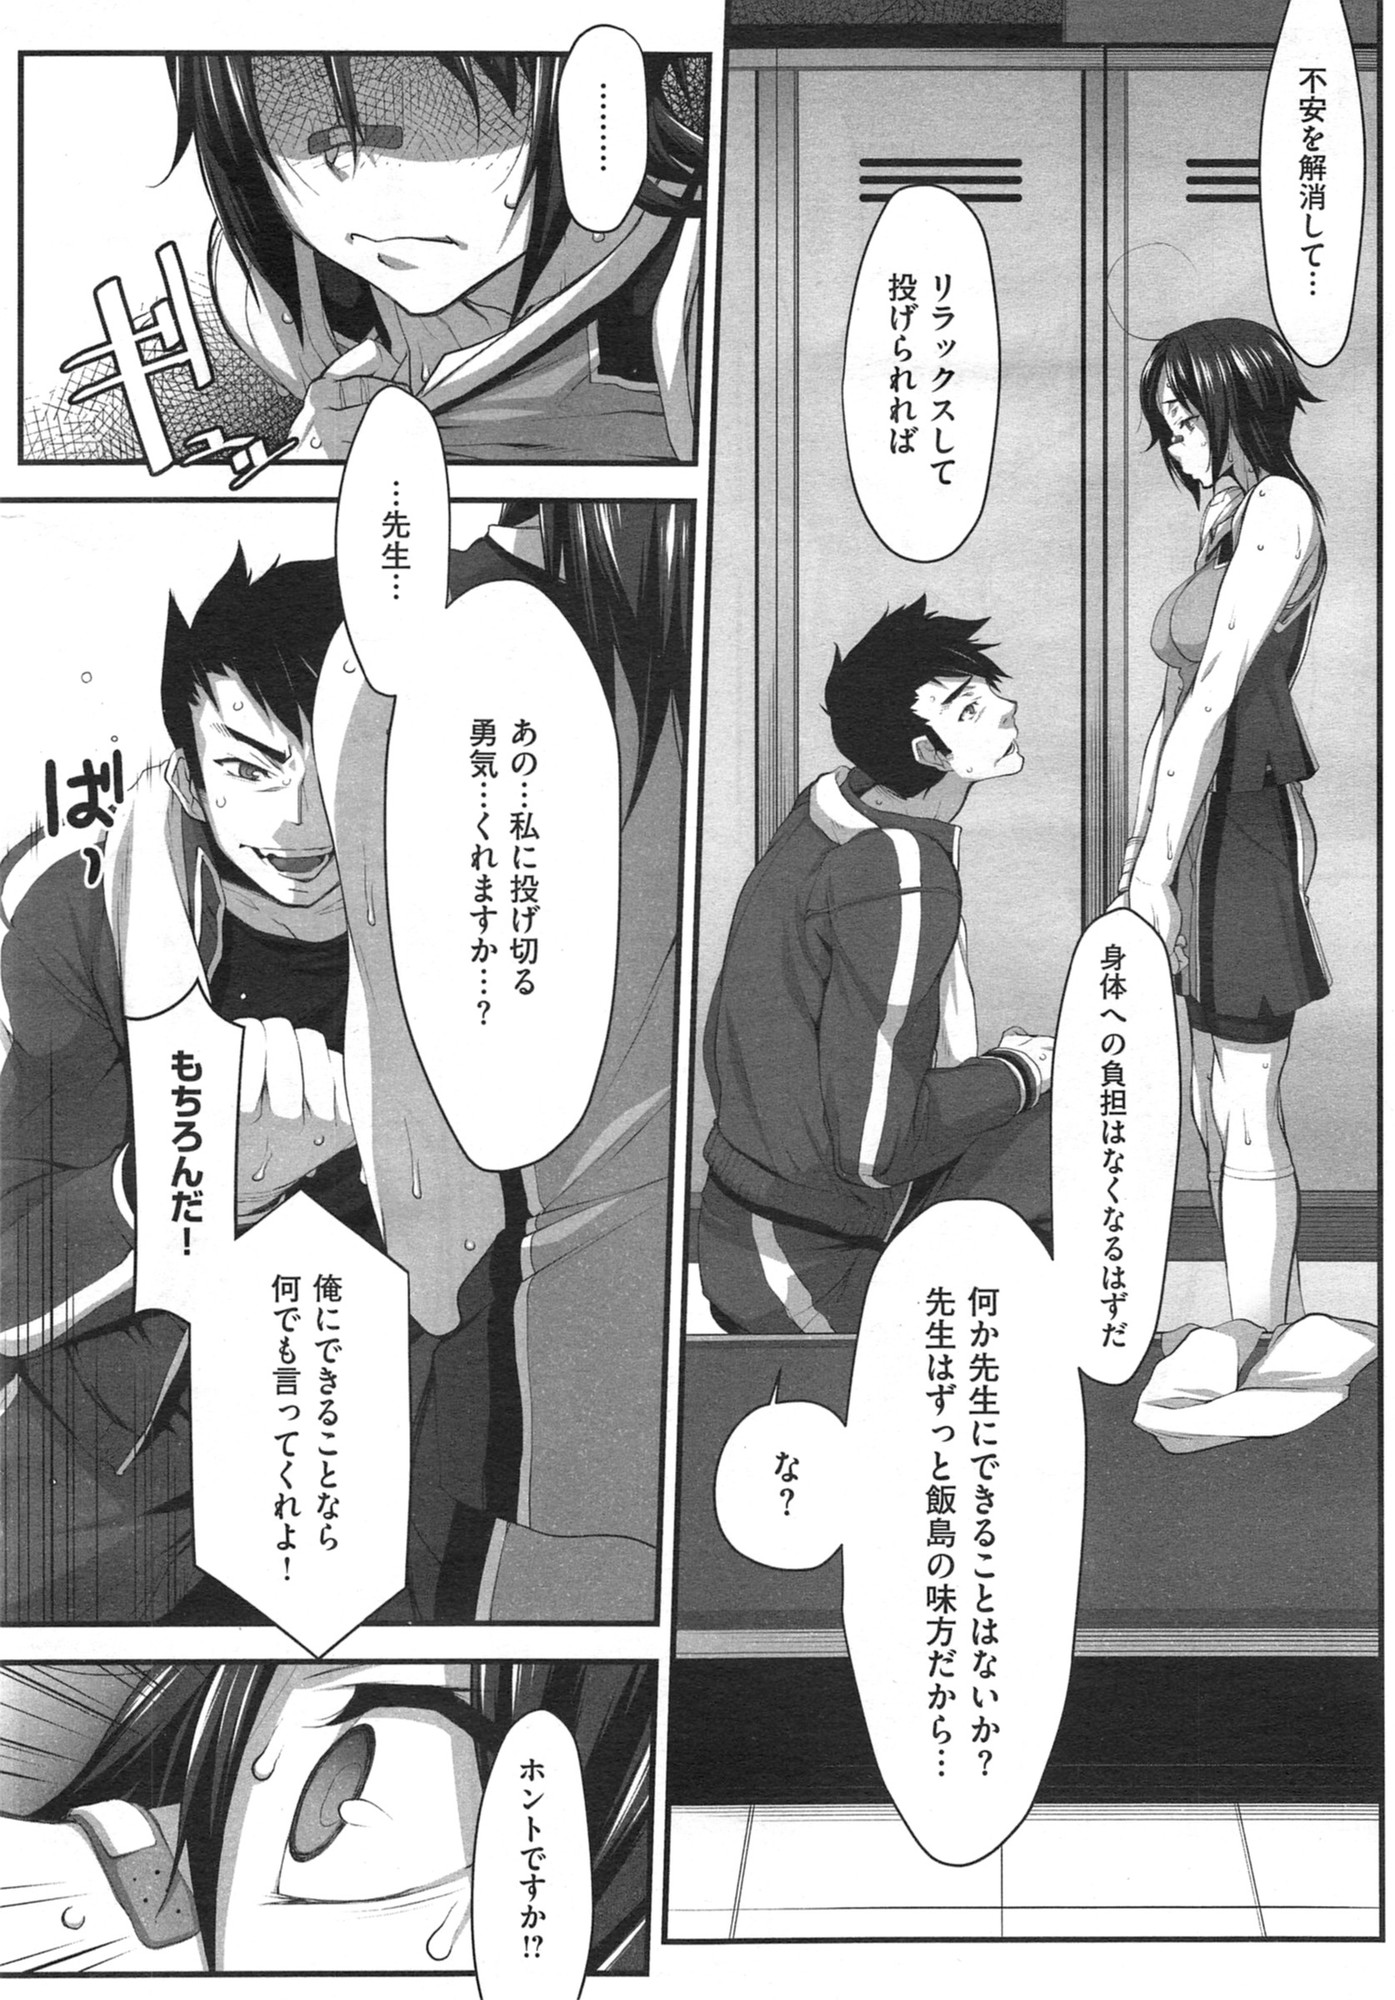 不安を解消して…
リラックスして
投げられれば
身体への負担はなくなるはずだ
何か先生にできることはないか？
先生はずっと飯島の味方だから…
な？
………
ギュッ
…先生…
あの…私に投げ切る
勇気…くれますか…？
ばっ
もちろんだ！
俺にできることなら
何でも言ってくれよ！
ホントですか!?